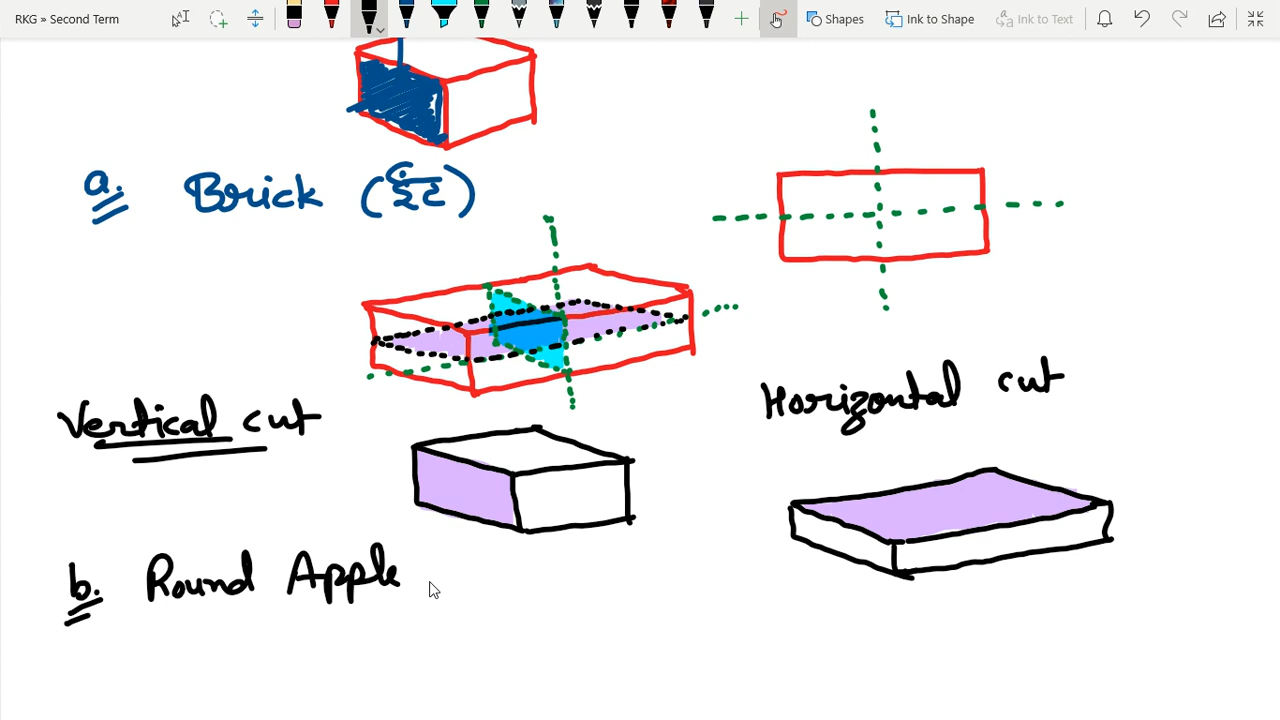 RKG » Second Term
Shapes
Ink to Shape
Ink to Text
a. Brick (ईंट)
Vertical cut
Horizontal cut
b. Round Apple